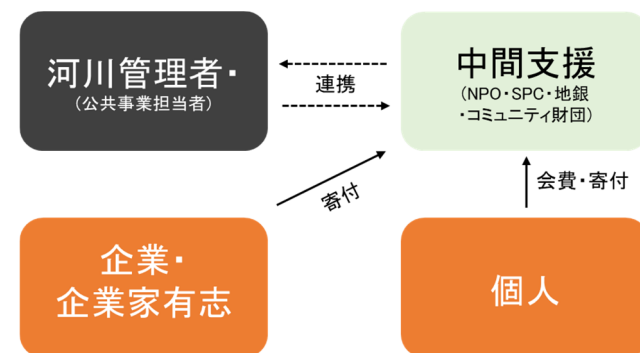 河川管理者・
（公共事業担当者）
連携
中間支援
（NPO・SPC・地銀
・コミュニティ財団）
寄付
会費・寄付
企業・
企業家有志
個人